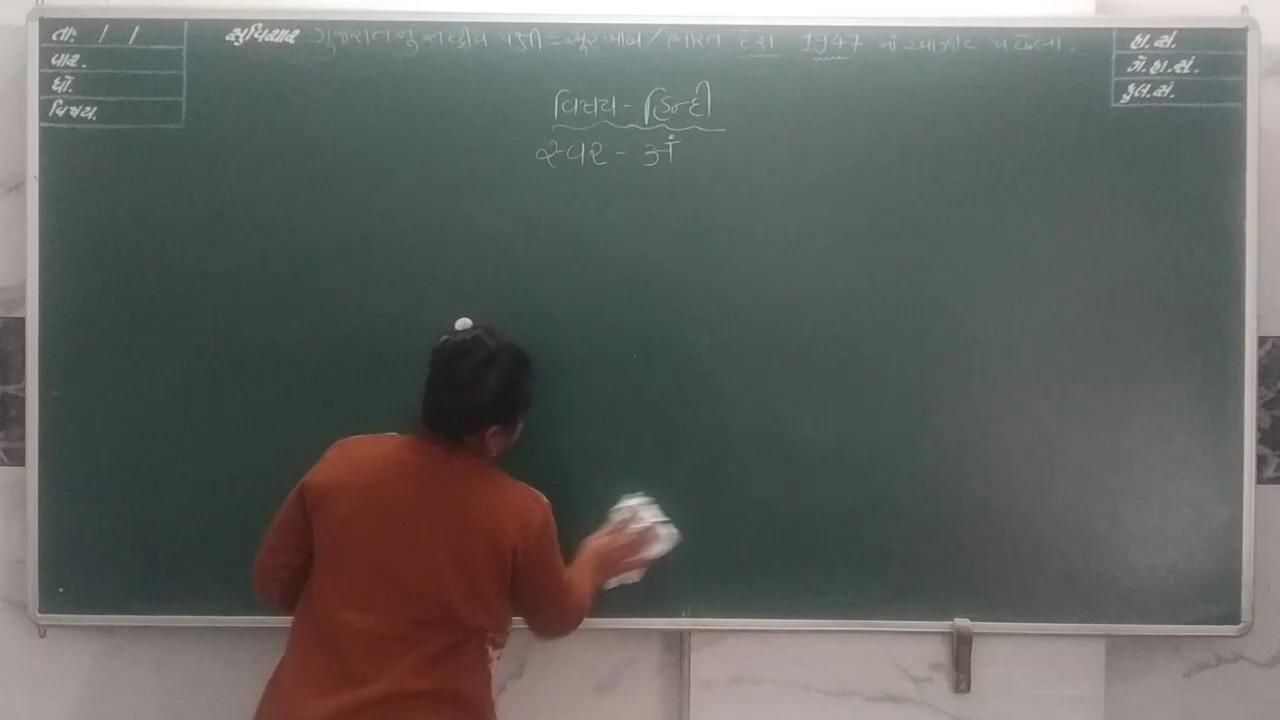 તા: / / સુવિચાર ગુજરાતનુ રાષ્ટ્રીય પક્ષી = સુરખાબ / ભારત દેશ 1947 માં આઝાદ થયેલો. હા.સં.
વાર. ગે.હા.સં.
ધો. કુલ.સં.
વિષય.
વિષય - હિન્દી
સ્વર - અં